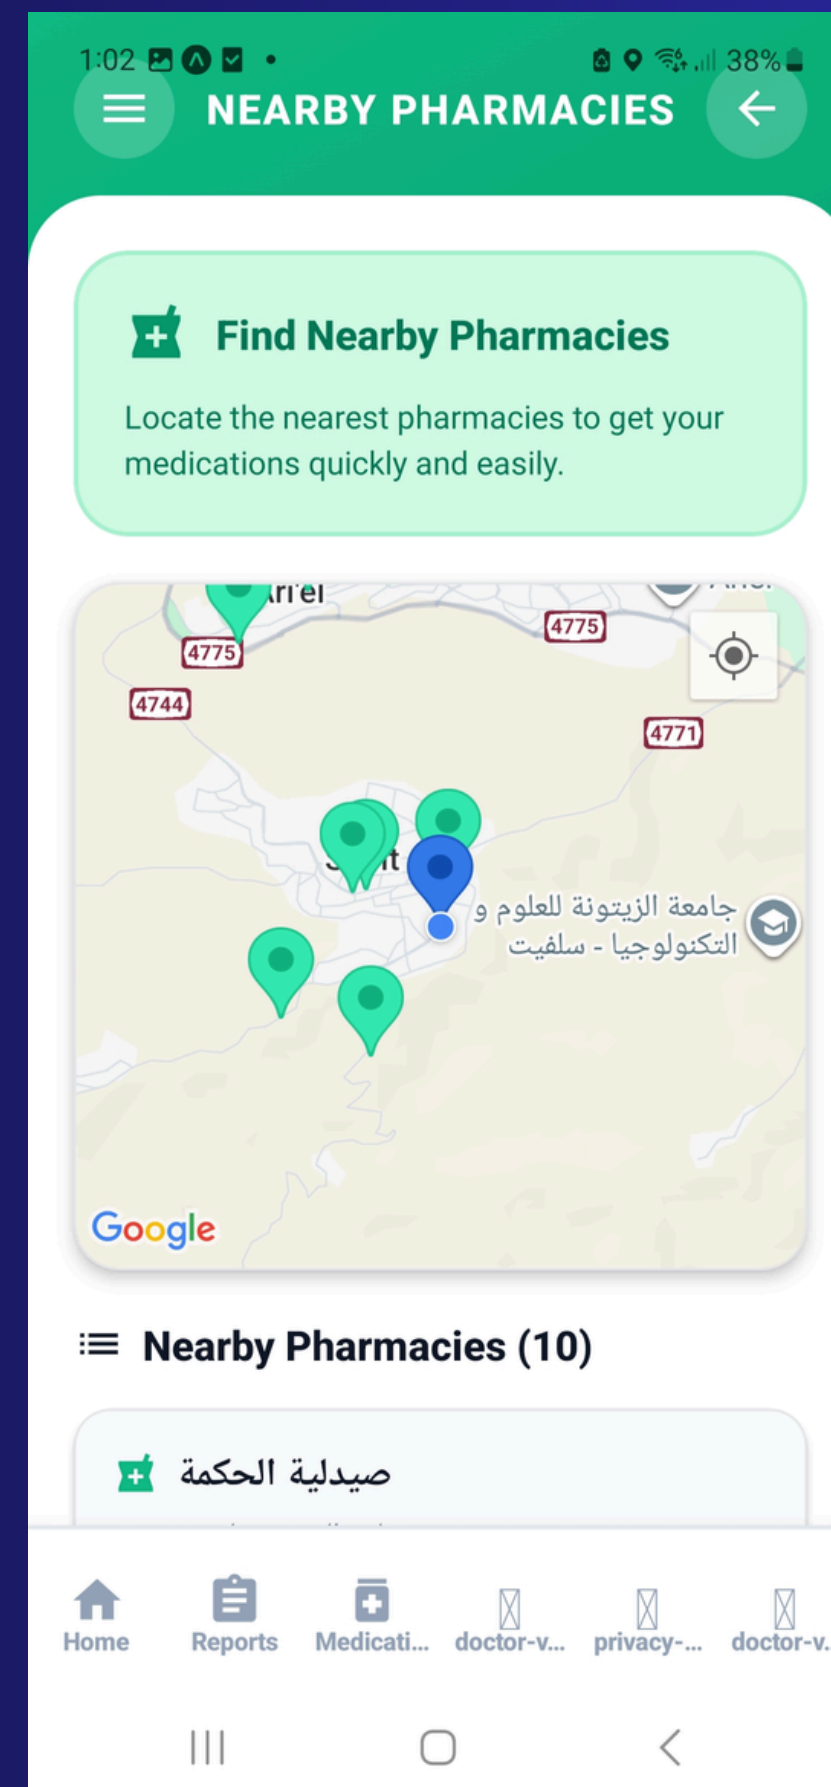 1:02
38%
NEARBY PHARMACIES
Find Nearby Pharmacies
Locate the nearest pharmacies to get your
medications quickly and easily.
4775
4775
4744
4771
جامعة الزيتونة للعلوم و
التكنولوجيا - سلفيت
Google
Nearby Pharmacies (10)
صيدلية الحكمة
Home
Reports
Medicati...
doctor-v...
privacy-...
doctor-v..